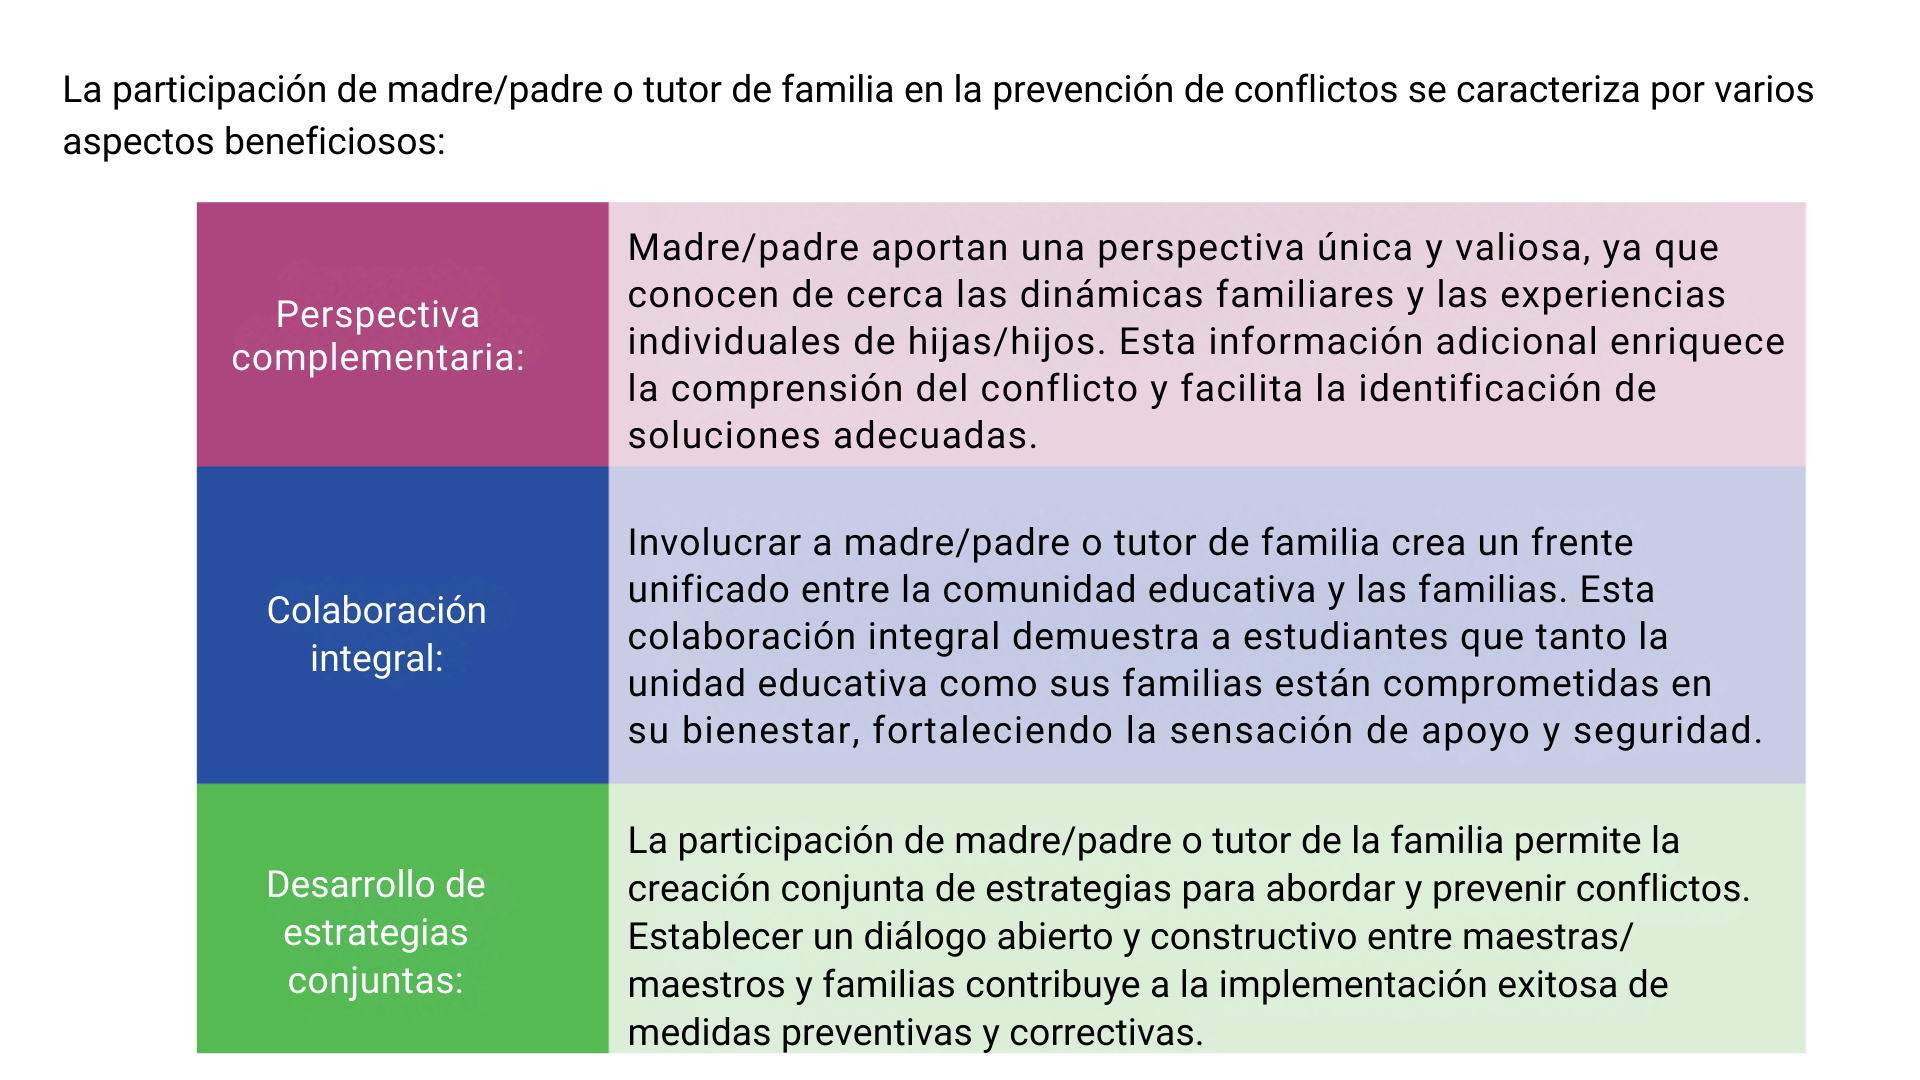 La participación de madre/padre o tutor de familia en la prevención de conflictos se caracteriza por varios
aspectos beneficiosos:
Perspectiva
complementaria:
Madre/padre aportan una perspectiva única y valiosa, ya que
conocen de cerca las dinámicas familiares y las experiencias
individuales de hijas/hijos. Esta información adicional enriquece
la comprensión del conflicto y facilita la identificación de
soluciones adecuadas.
Colaboración
integral:
Involucrar a madre/padre o tutor de familia crea un frente
unificado entre la comunidad educativa y las familias. Esta
colaboración integral demuestra a estudiantes que tanto la
unidad educativa como sus familias están comprometidas en
su bienestar, fortaleciendo la sensación de apoyo y seguridad.
Desarrollo de
estrategias
conjuntas:
La participación de madre/padre o tutor de la familia permite la
creación conjunta de estrategias para abordar y prevenir conflictos.
Establecer un diálogo abierto y constructivo entre maestras/
maestros y familias contribuye a la implementación exitosa de
medidas preventivas y correctivas.